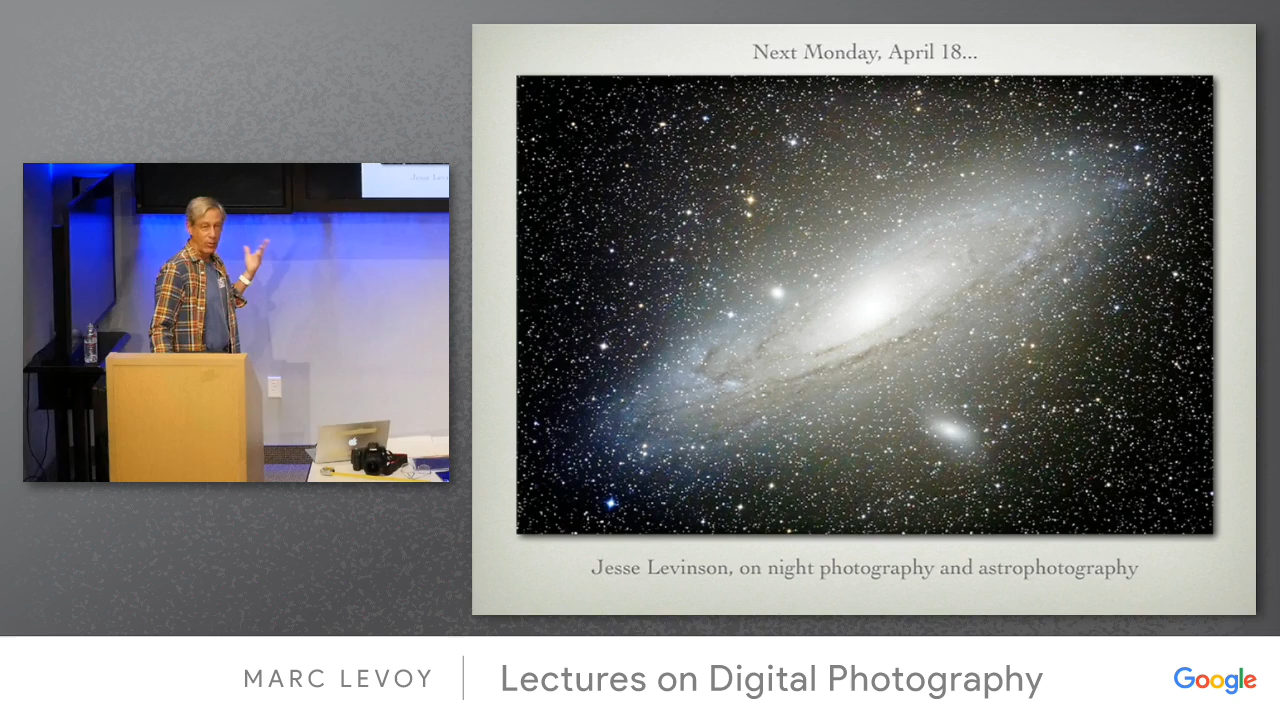 Next Monday, April 18...
Jesse Levinson, on night photography and astrophotography
MARC LEVOY
Lectures on Digital Photography
Google